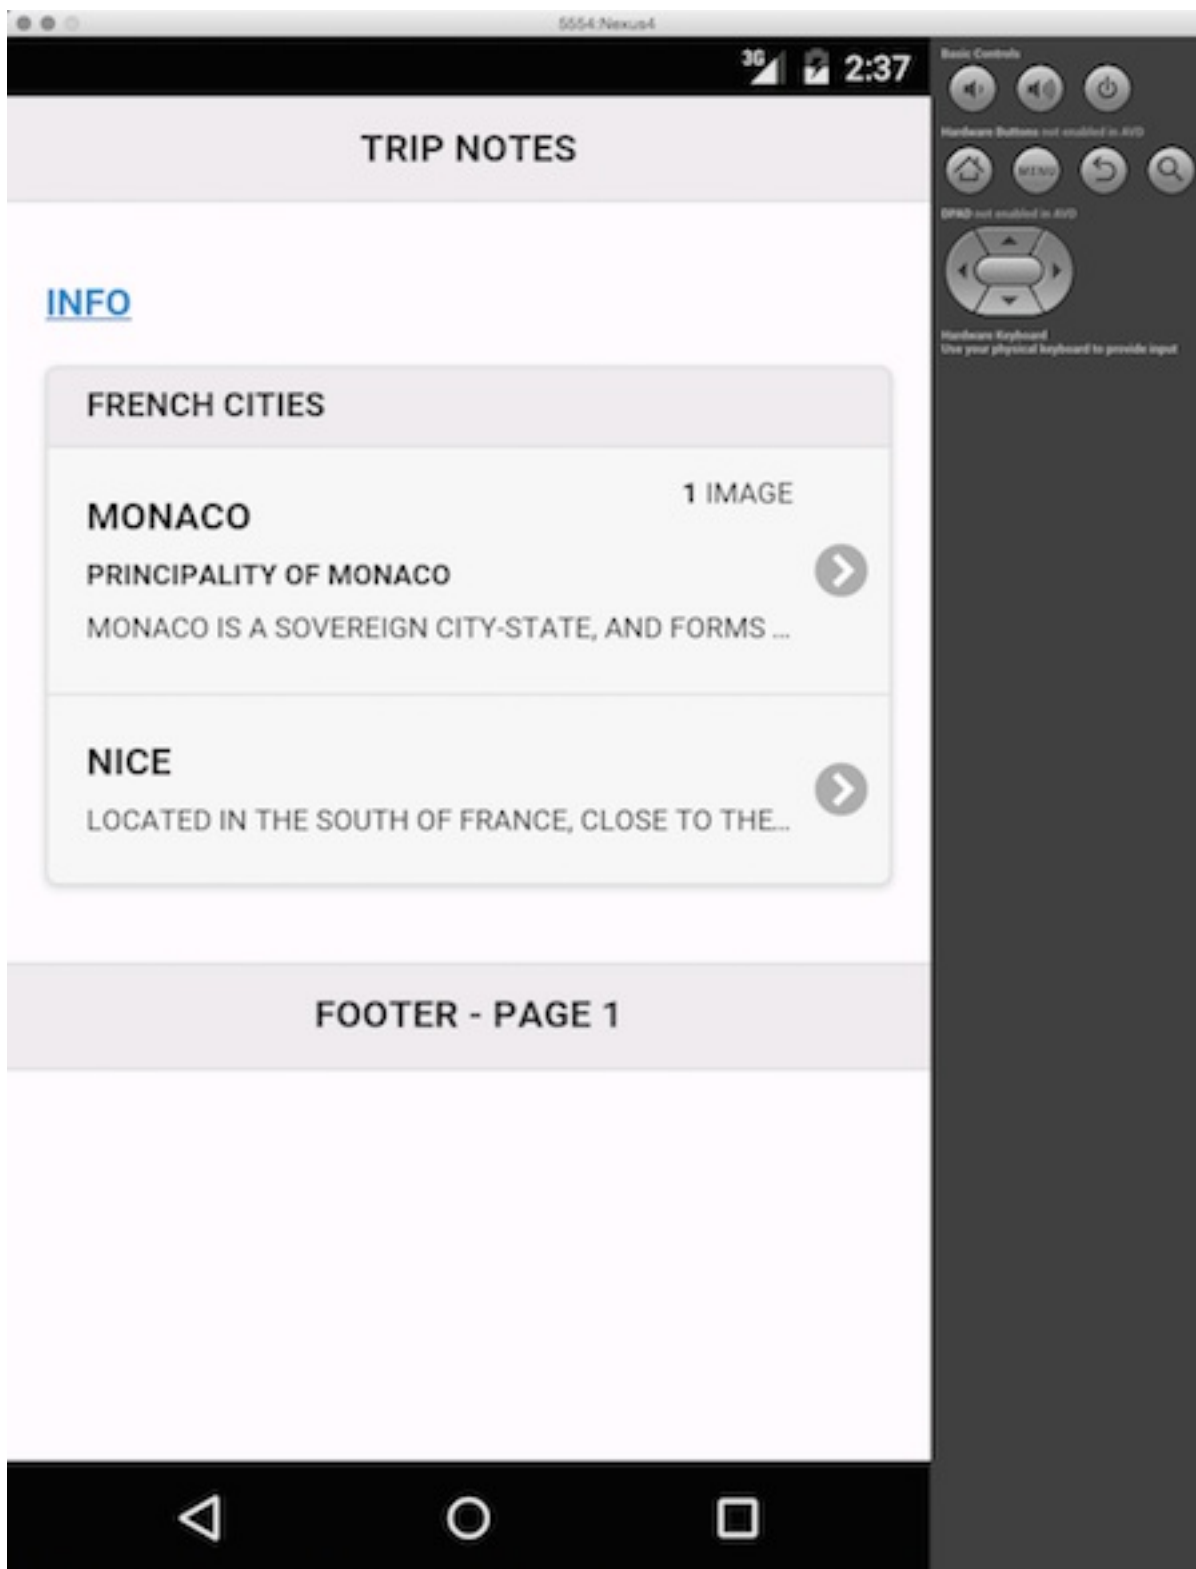 5554:Nexus4
3G 2:37
TRIP NOTES
INFO
FRENCH CITIES
1 IMAGE
MONACO
PRINCIPALITY OF MONACO
MONACO IS A SOVEREIGN CITY-STATE, AND FORMS ...
NICE
LOCATED IN THE SOUTH OF FRANCE, CLOSE TO THE...
FOOTER - PAGE 1
Basic Controls
Hardware Buttons not enabled in AVD
MENU
DPAD not enabled in AVD
Hardware Keyboard
Use your physical keyboard to provide input